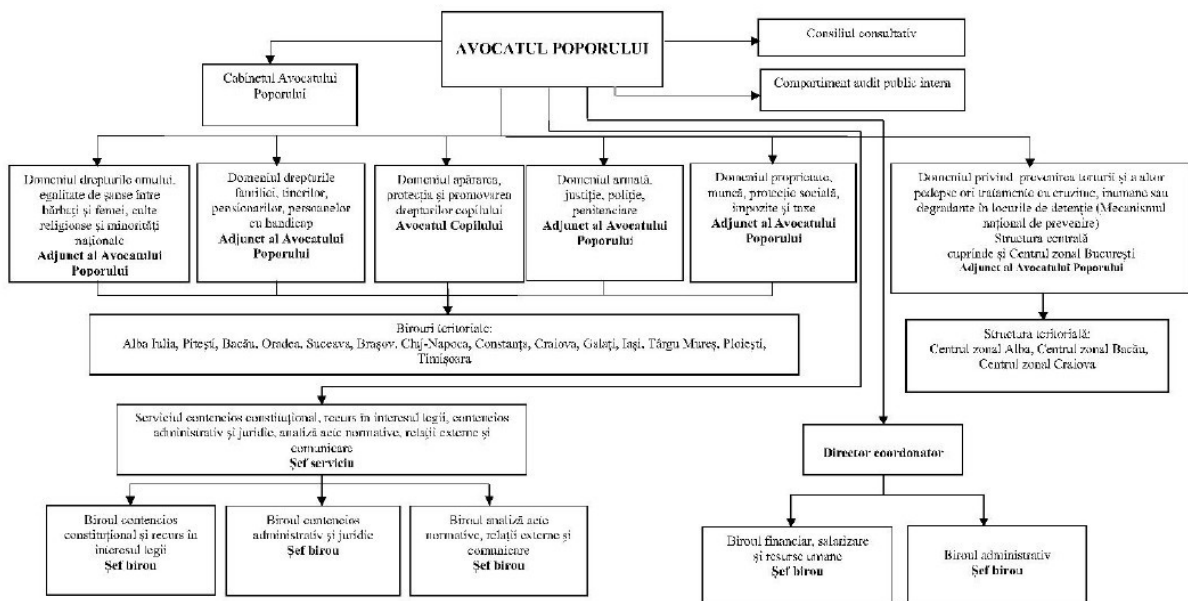 AVOCATUL POPORULUI
Consiliul consultativ
Cabinetul Avocatului
Poporului
Compartiment audit public intern
Domeniul drepturile omului,
egalitate de șanse între
bărbați și femei, culte
religioase și minorități
naționale
Adjunct al Avocatului
Poporului
Domeniul drepturile
familiei, tinerilor,
pensionarilor, persoanelor
cu handicap
Adjunct al Avocatului
Poporului
Domeniul apărarea,
protecția și promovarea
drepturilor copilului
Avocatul Copilului
Domeniul armată,
justiție, poliție,
penitenciare
Adjunct al Avocatului
Poporului
Domeniul proprietate,
muncă, protecție socială,
impozite și taxe
Adjunct al Avocatului
Poporului
Domeniul privind prevenirea torturii și a altor
pedepse ori tratamente cu cruzime, inumane sau
degradante în locurile de detenție (Mecanismul
național de prevenire)
Structura centrală
cuprinde și Centrul zonal București
Adjunct al Avocatului Poporului
Birouri teritoriale:
Alba Iulia, Pitești, Bacău, Oradea, Suceava, Brașov, Cluj-Napoca, Constanța, Craiova, Galați, Iași, Târgu Mureș, Ploiești,
Timișoara
Structura teritorială:
Centrul zonal Alba, Centrul zonal Bacău,
Centrul zonal Craiova
Serviciul contencios constituțional, recurs în interesul legii, contencios
administrativ și juridic, analiză acte normative, relații externe și
comunicare
Șef serviciu
Director coordonator
Biroul contencios
constituțional și recurs în
interesul legii
Șef birou
Biroul contencios
administrativ și juridic
Șef birou
Biroul analiză acte
normative, relații externe și
comunicare
Șef birou
Biroul financiar, salarizare
și resurse umane
Șef birou
Biroul administrativ
Șef birou